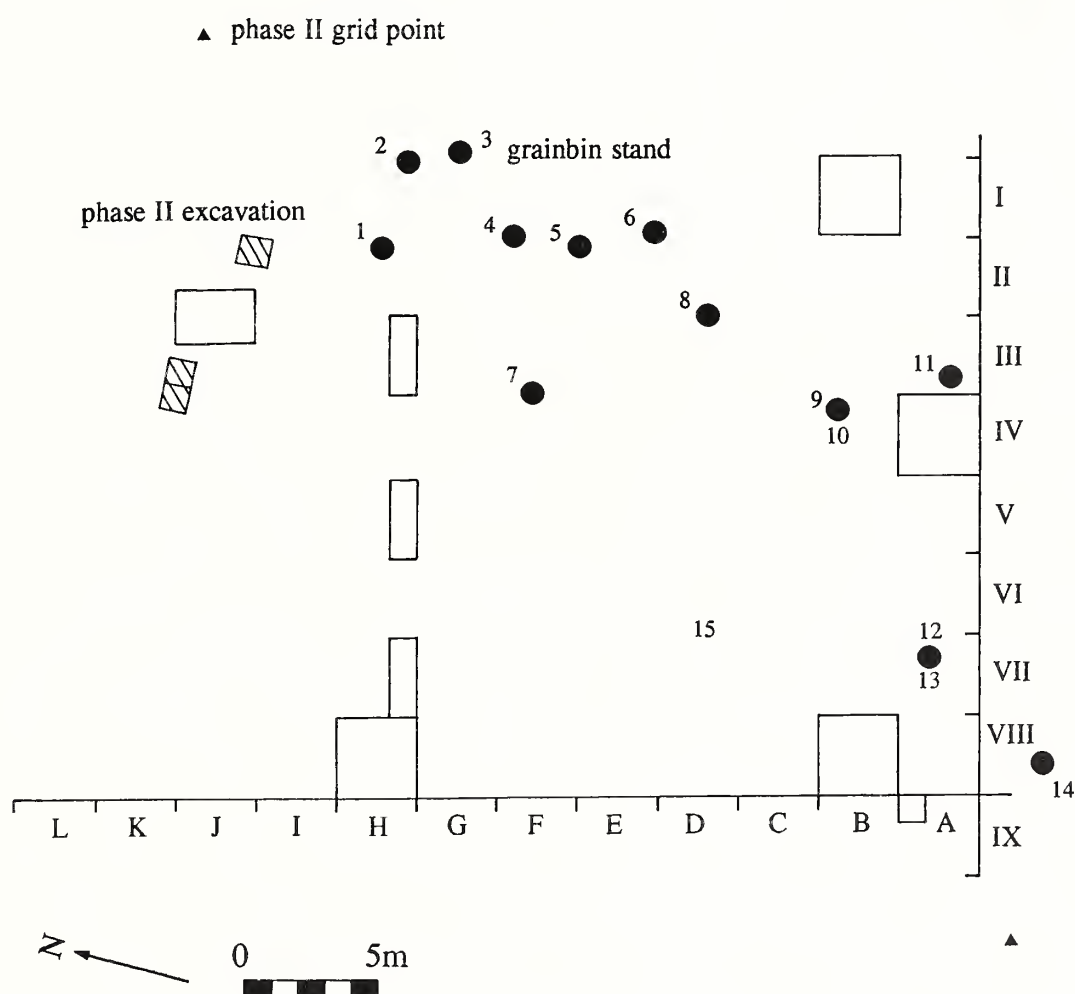 phase II grid point
2
3
grainbin stand
phase II excavation
1
4
5
6
I
II
8
III
7
11
9
10
IV
V
VI
15
12
13
VII
VIII
14
L K J I H G F E D C B A
IX
N
0 5m